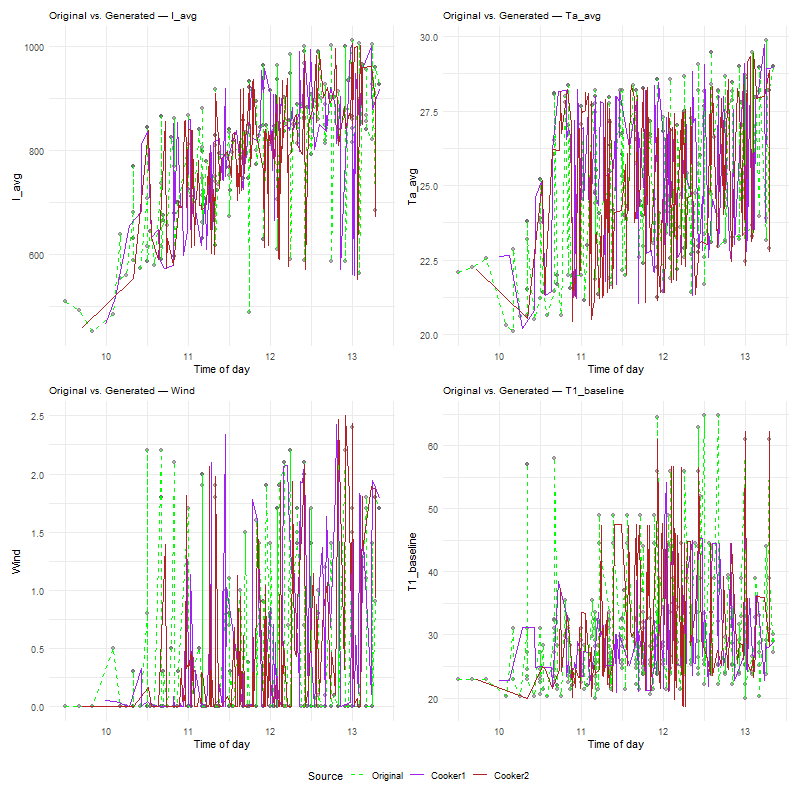 Original vs. Generated — I_avg
Original vs. Generated — Ta_avg
I_avg
1000
800
600
10
11
12
13
Time of day
Ta_avg
30.0
27.5
25.0
22.5
20.0
10
11
12
13
Time of day
Original vs. Generated — Wind
Original vs. Generated — T1_baseline
Wind
2.5
2.0
1.5
1.0
0.5
0.0
10
11
12
13
Time of day
T1_baseline
60
50
40
30
20
10
11
12
13
Time of day
Source Original Cooker1 Cooker2